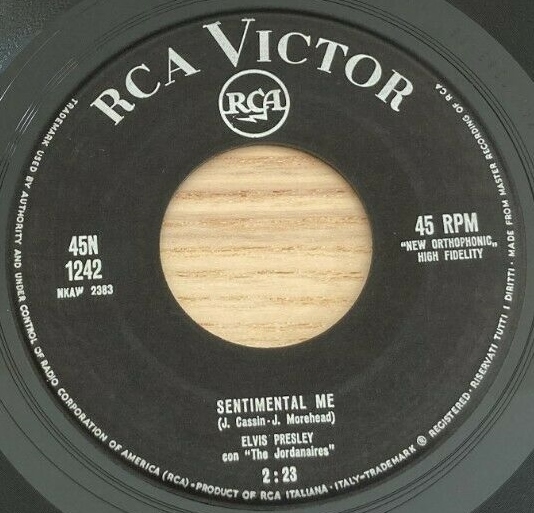 RCA VICTOR
RCA
45N
1242
NKAW 2383
45 RPM
"NEW ORTHOPHONIC"
HIGH FIDELITY
SENTIMENTAL ME
(J. Cassin-J. Morehead)
ELVIS PRESLEY
con "The Jordanaires"
2:23
TRADEMARK USED BY AUTHORITY AND UNDER CONTROL OF RADIO CORPORATION OF AMERICA (RCA)-PRODUCT OF RCA ITALIANA - ITALY-TRADEMARK ® REGISTERED - RISERVATI TUTTI I DIRITTI - MADE FROM MASTER RECORDING OF RCA